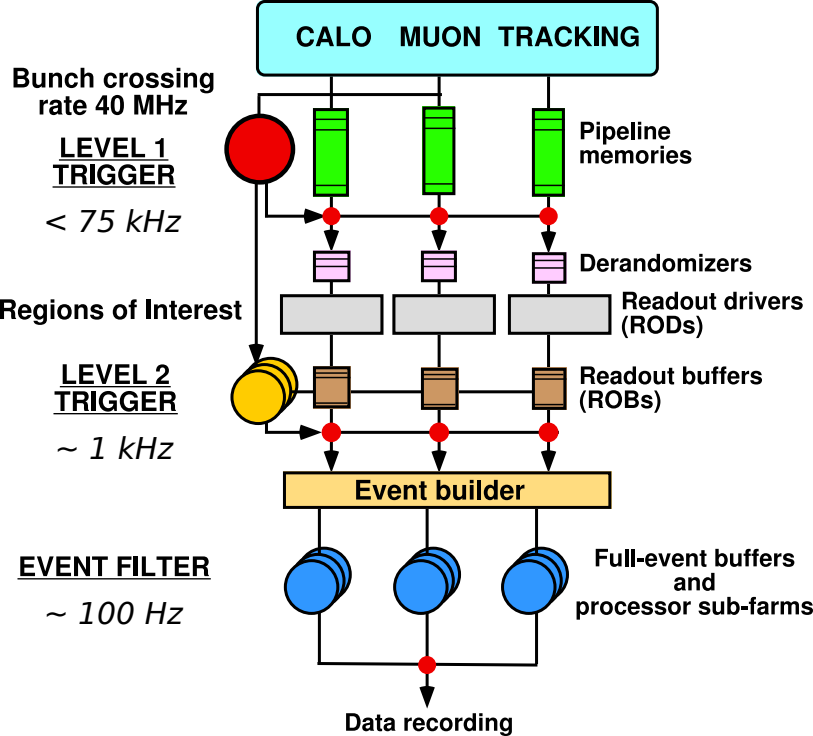 CALO MUON TRACKING
Bunch crossing
rate 40 MHz
LEVEL 1
TRIGGER
< 75 kHz
Pipeline
memories
Derandomizers
Regions of Interest
Readout drivers
(RODs)
LEVEL 2
TRIGGER
~ 1 kHz
Readout buffers
(ROBs)
Event builder
EVENT FILTER
~ 100 Hz
Full-event buffers
and
processor sub-farms
Data recording